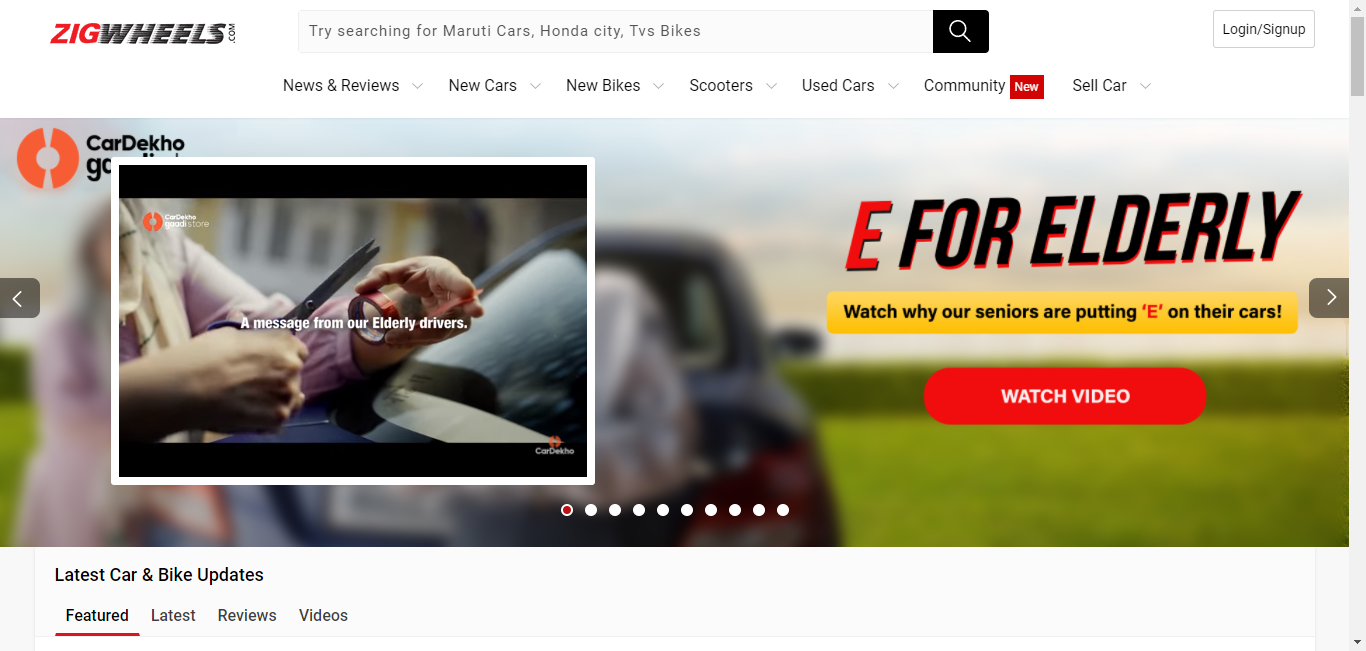 ZIGWHEELS.COM
Try searching for Maruti Cars, Honda city, Tvs Bikes
Login/Signup
News & Reviews
New Cars
New Bikes
Scooters
Used Cars
Community New
Sell Car
CarDekho
CarDekho
gaadi store
A message from our Elderly drivers.
CarDekho
E FOR ELDERLY
Watch why our seniors are putting ‘E’ on their cars!
WATCH VIDEO
Latest Car & Bike Updates
Featured
Latest
Reviews
Videos